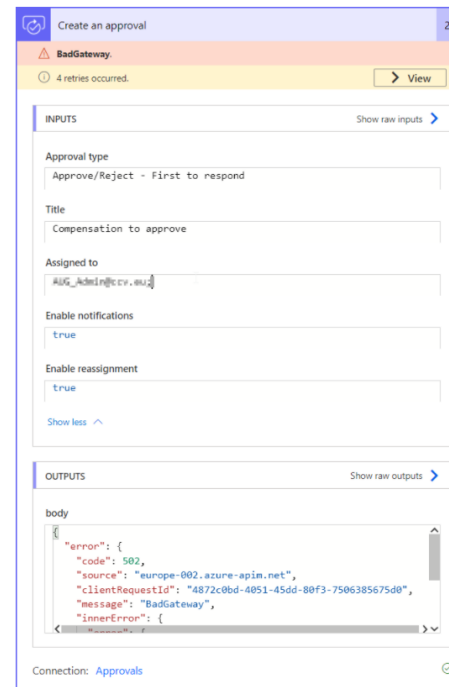 Create an approval
2
BadGateway.
4 retries occurred.
View
INPUTS
Show raw inputs
Approval type
Approve/Reject - First to respond
Title
Compensation to approve
Assigned to
Enable notifications
true
Enable reassignment
true
Show less
OUTPUTS
Show raw outputs
body
{
"error": {
"code": 502,
"source": "europe-002.azure-apim.net",
"clientRequestId": "4872c0bd-4051-45dd-80f3-7506385675d0",
"message": "BadGateway",
"innerError": {
Connection: Approvals